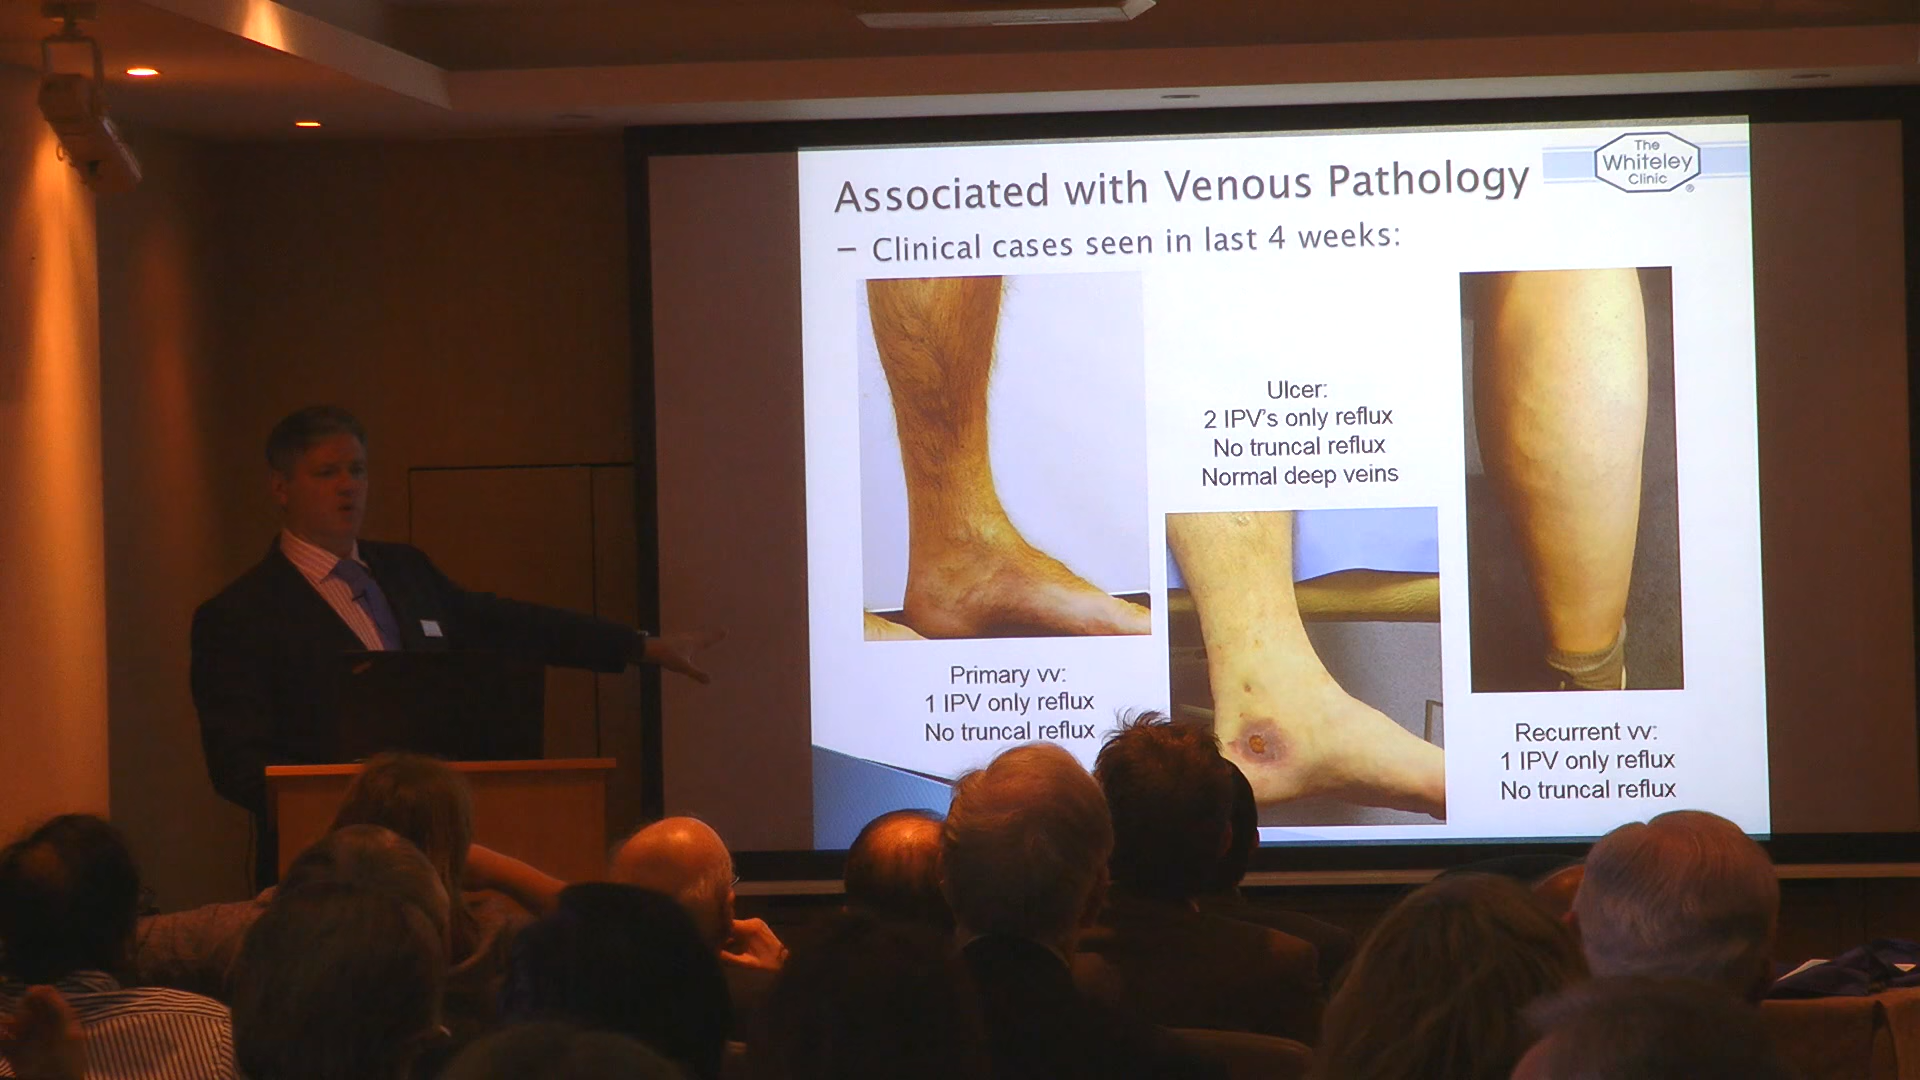 Associated with Venous Pathology
The
Whiteley
Clinic
®
– Clinical cases seen in last 4 weeks:
Ulcer:
2 IPV's only reflux
No truncal reflux
Normal deep veins
Primary vv:
1 IPV only reflux
No truncal reflux
Recurrent vv:
1 IPV only reflux
No truncal reflux